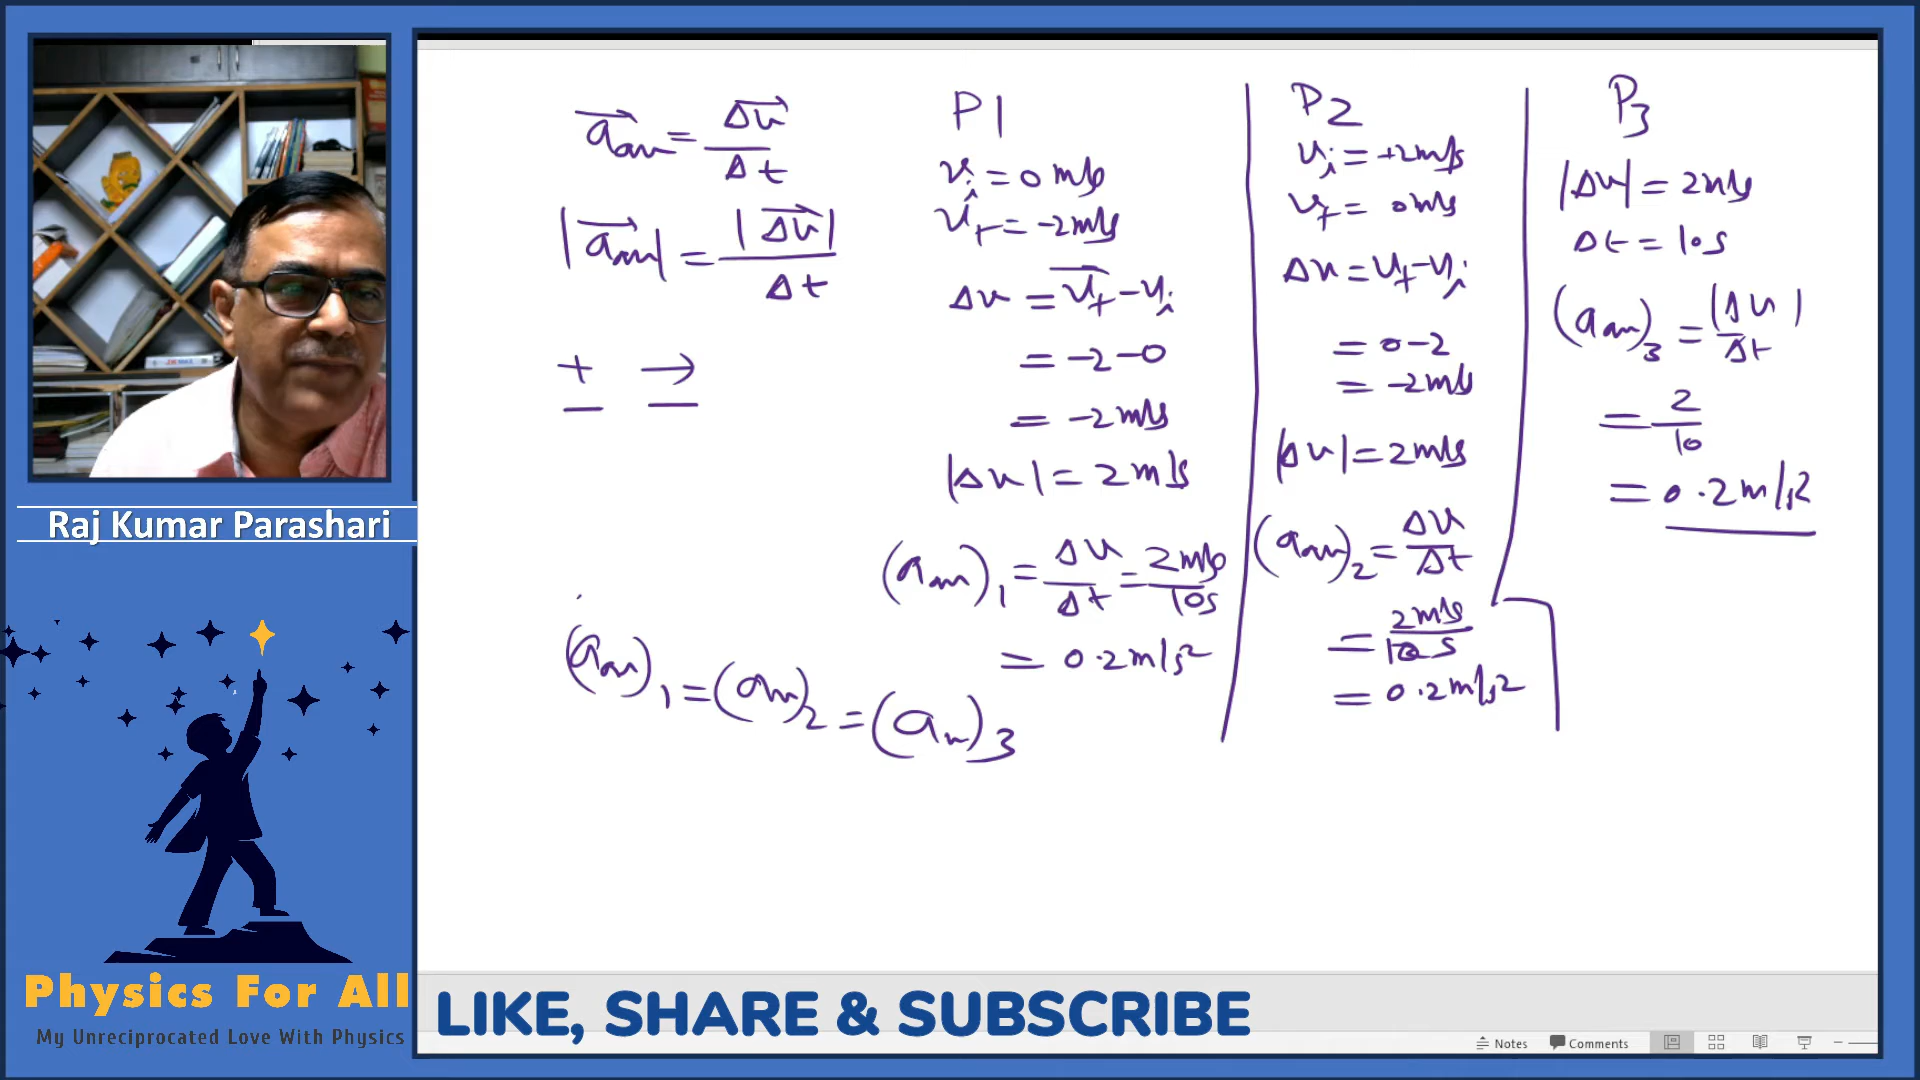 a⃗av = Δv⃗ / Δt
|a⃗av| = |Δv⃗| / Δt
+ →
— —
(aav)1 = (aav)2 = (aav)3
P1
vi = 0 m/s
vf = -2 m/s
Δv = vf - vi
= -2-0
= -2 m/s
|Δv| = 2 m/s
(aav)1 = Δv / Δt = 2 m/s / 10s
= 0.2 m/s²
P2
vi = +2 m/s
vf = 0 m/s
Δv = vf - vi
= 0-2
= -2 m/s
|Δv| = 2 m/s
(aav)2 = Δv / Δt
= 2 m/s / 10 s
= 0.2 m/s²
P3
|Δv| = 2 m/s
Δt = 10s
(aav)3 = |Δv| / Δt
= 2 / 10
= 0.2 m/s²
Raj Kumar Parashari
Physics For All
My Unreciprocated Love With Physics
LIKE, SHARE & SUBSCRIBE
Notes Comments